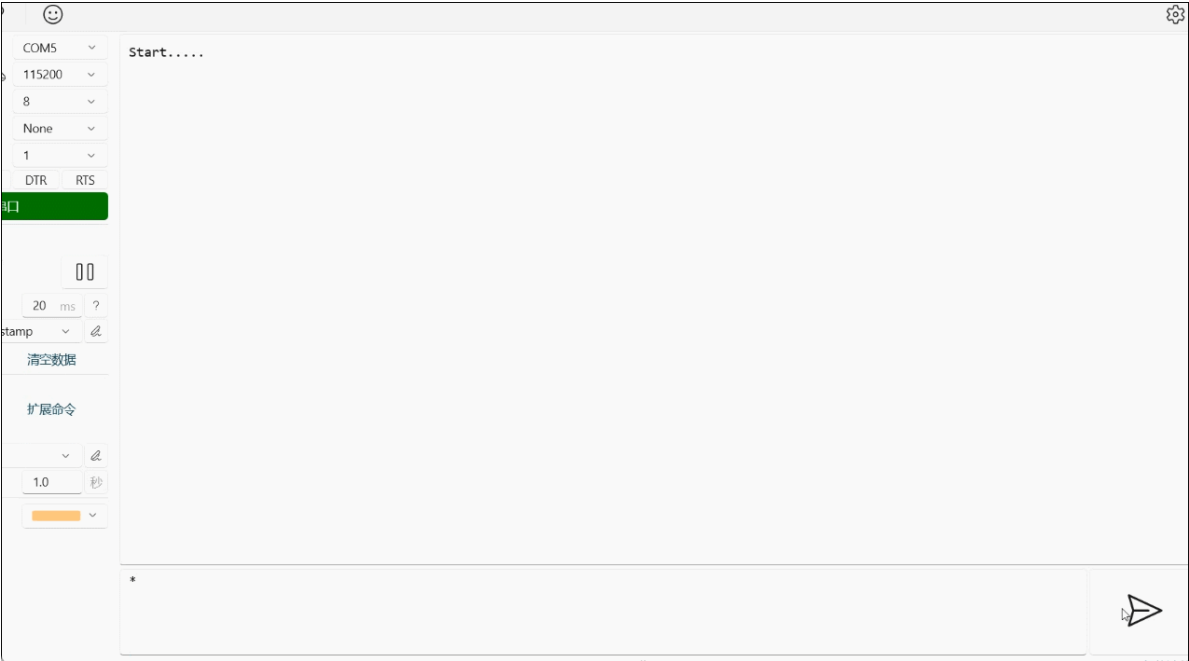 COM5
Start.....
115200
8
None
1
DTR RTS
串口
20 ms ?
stamp
清空数据
扩展命令
1.0 秒
*